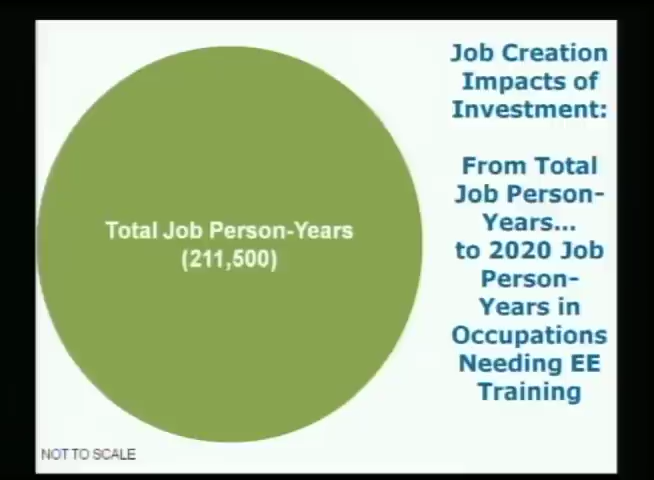 Job Creation
Impacts of
Investment:
From Total
Job Person-
Years...
to 2020 Job
Person-
Years in
Occupations
Needing EE
Training
Total Job Person-Years
(211,500)
NOT TO SCALE